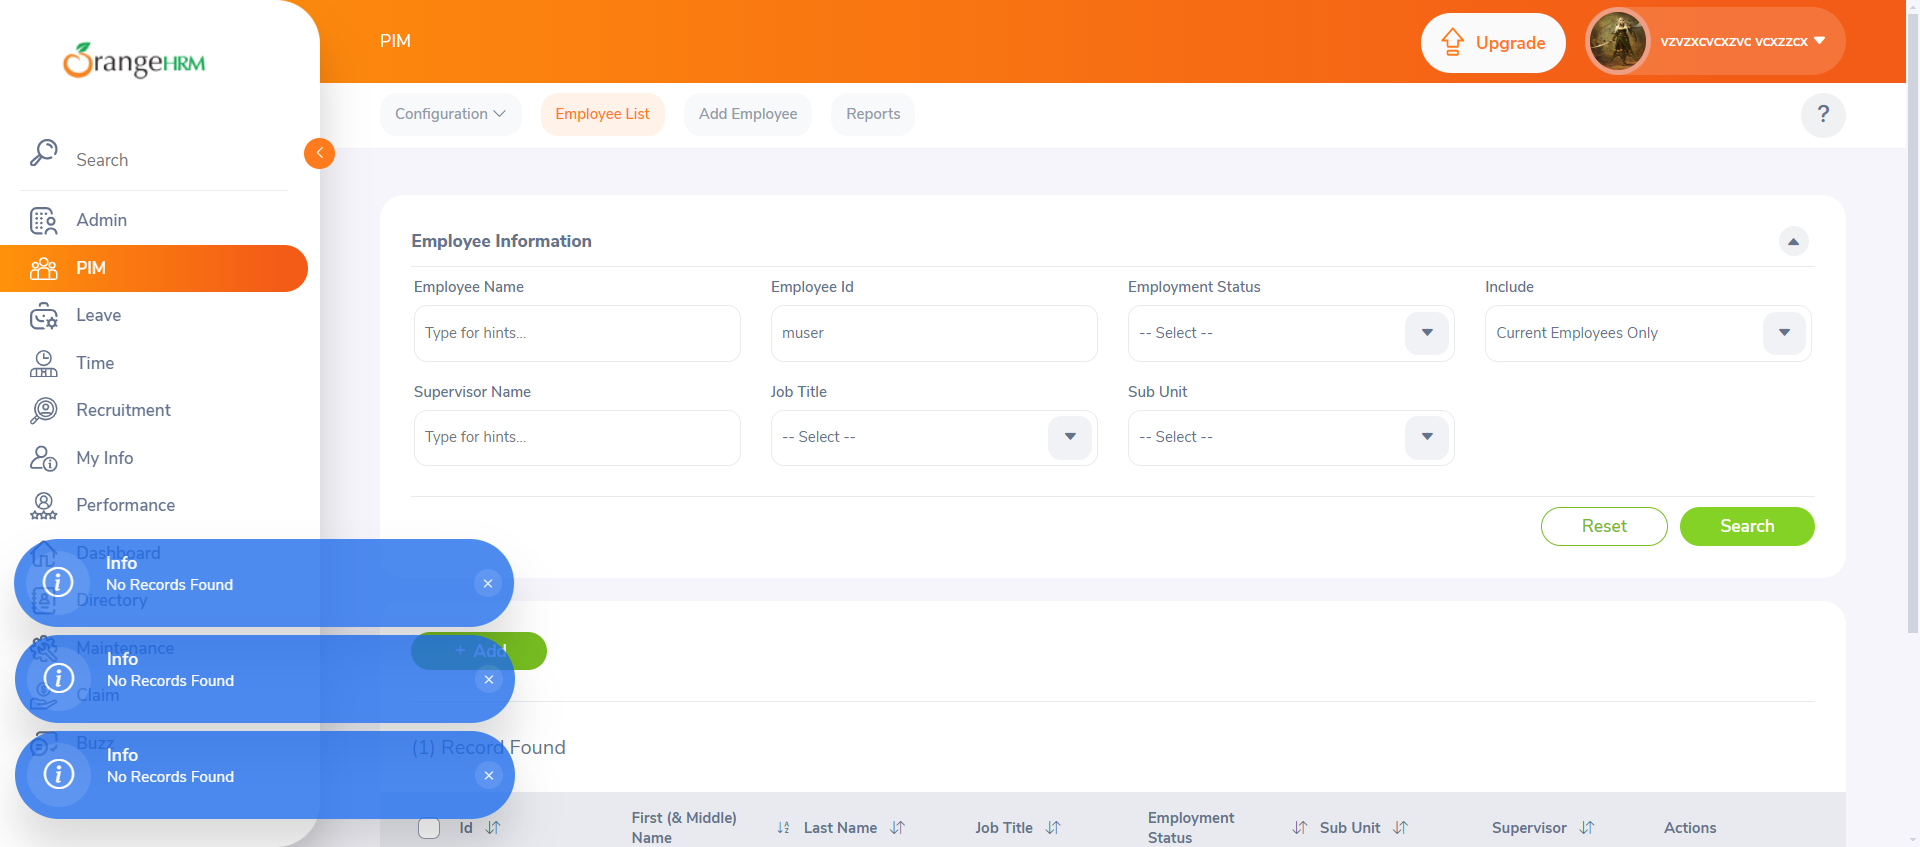 OrangeHRM
PIM
Upgrade
vzvzxcvcxzvc vcxzzcx
Configuration
Employee List
Add Employee
Reports
?
Search
Admin
PIM
Leave
Time
Recruitment
My Info
Performance
Dashboard
Directory
Maintenance
Claim
Buzz
Employee Information
Employee Name
Employee Id
Employment Status
Include
Type for hints...
muser
-- Select --
Current Employees Only
Supervisor Name
Job Title
Sub Unit
Type for hints...
-- Select --
-- Select --
Reset
Search
Info
No Records Found
Info
No Records Found
Info
No Records Found
+ Add
(1) Record Found
Id
First (& Middle)
Name
Last Name
Job Title
Employment
Status
Sub Unit
Supervisor
Actions